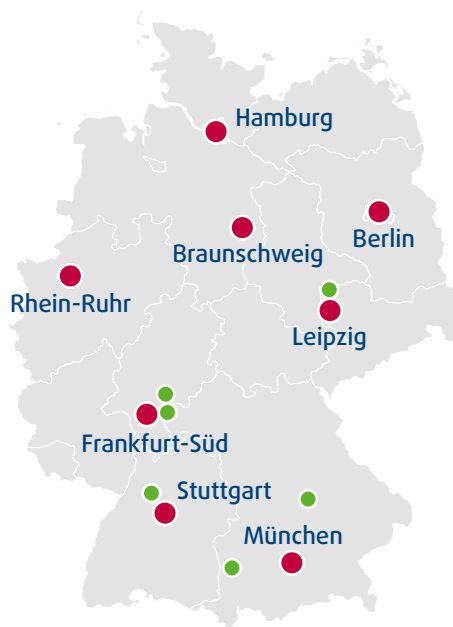 Hamburg
Berlin
Braunschweig
Rhein-Ruhr
Leipzig
Frankfurt-Süd
Stuttgart
München